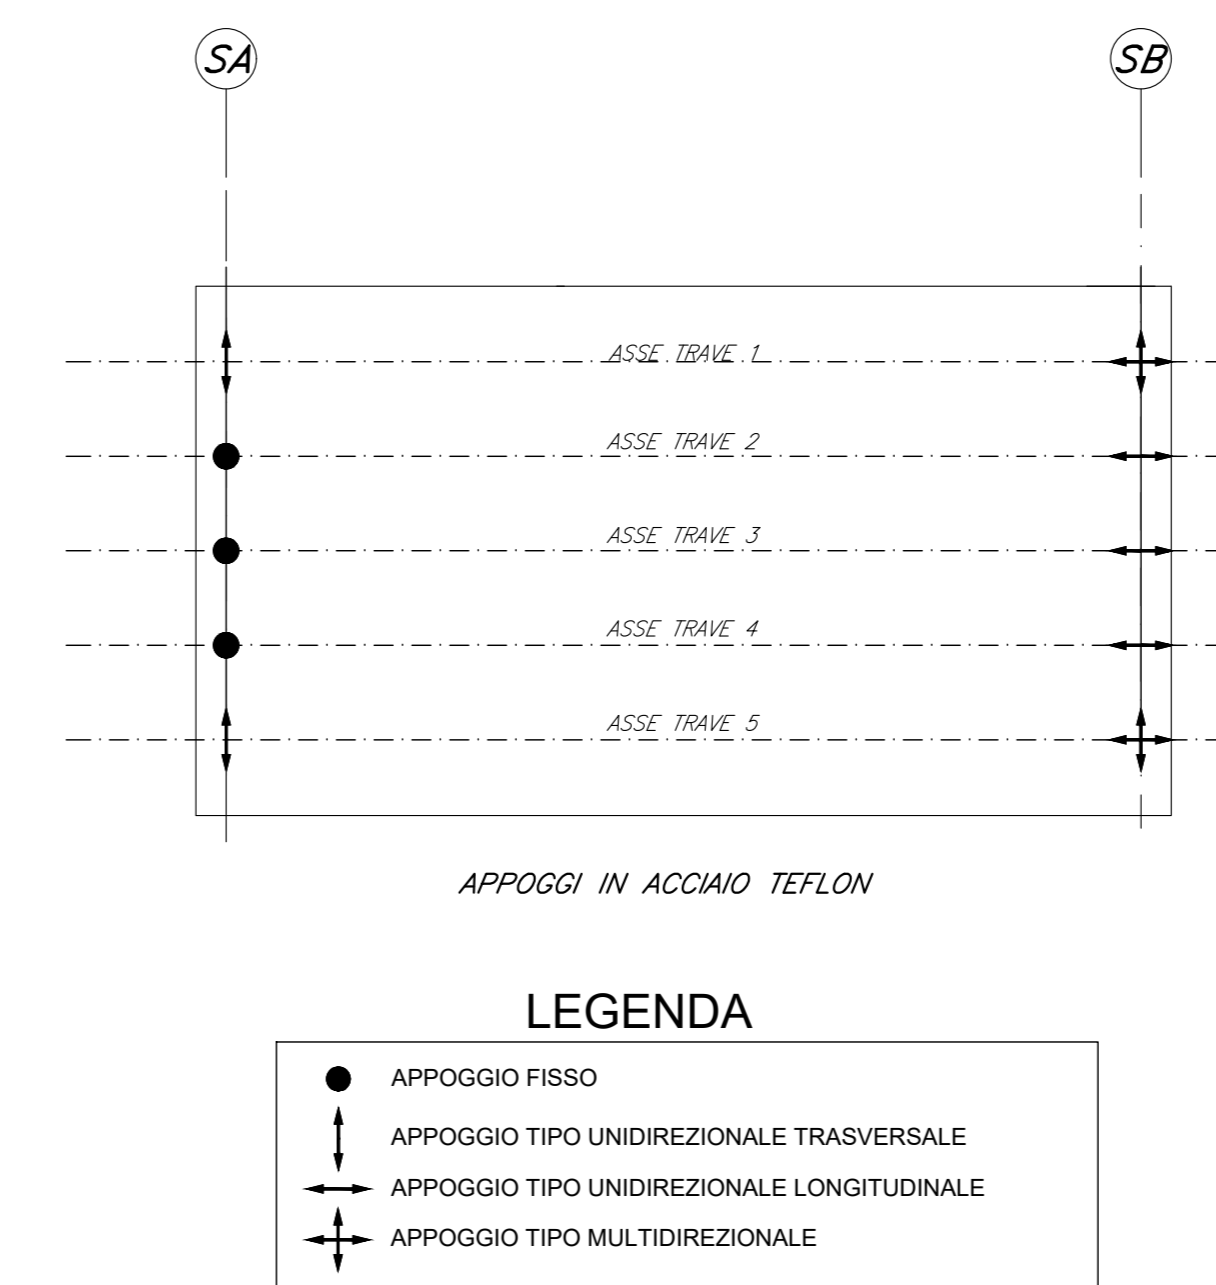 SA SB
ASSE TRAVE 1
ASSE TRAVE 2
ASSE TRAVE 3
ASSE TRAVE 4
ASSE TRAVE 5
APPOGGI IN ACCIAIO TEFLON
LEGENDA
APPOGGIO FISSO
APPOGGIO TIPO UNIDIREZIONALE TRASVERSALE
APPOGGIO TIPO UNIDIREZIONALE LONGITUDINALE
APPOGGIO TIPO MULTIDIREZIONALE